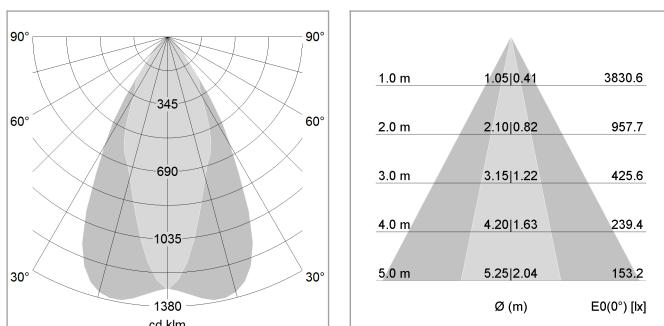 90° 90°
345
60° 60°
690
1035
30° 30°
1380
cd klm
1.0 m 1.05|0.41 3830.6
2.0 m 2.10|0.82 957.7
3.0 m 3.15|1.22 425.6
4.0 m 4.20|1.63 239.4
5.0 m 5.25|2.04 153.2
Ø (m) E0(0°) [lx]